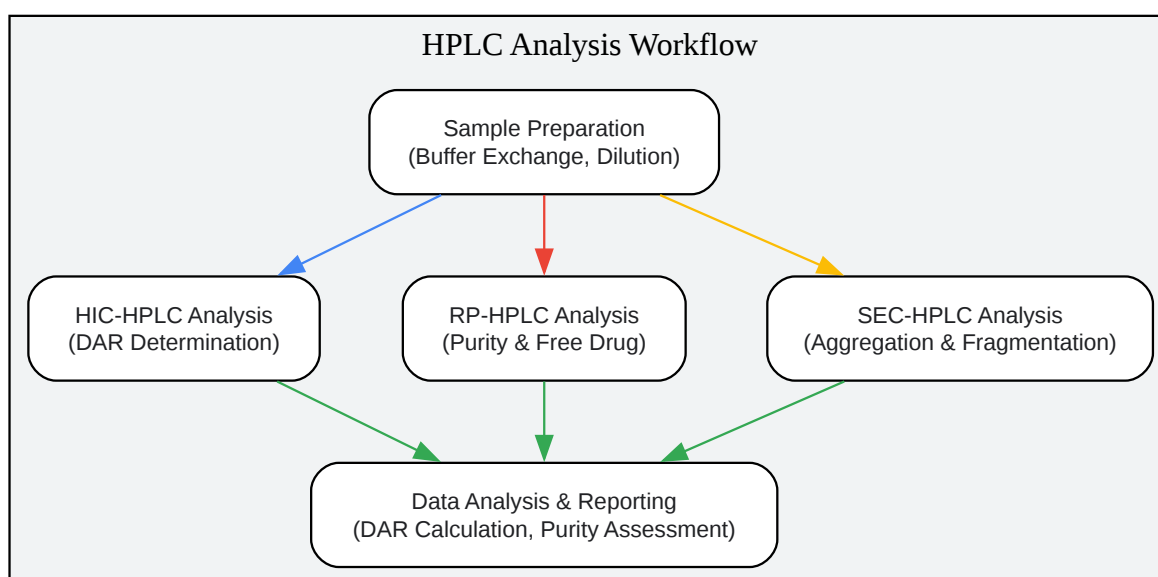 HPLC Analysis Workflow
Sample Preparation
(Buffer Exchange, Dilution)
HIC-HPLC Analysis
(DAR Determination)
RP-HPLC Analysis
(Purity & Free Drug)
SEC-HPLC Analysis
(Aggregation & Fragmentation)
Data Analysis & Reporting
(DAR Calculation, Purity Assessment)